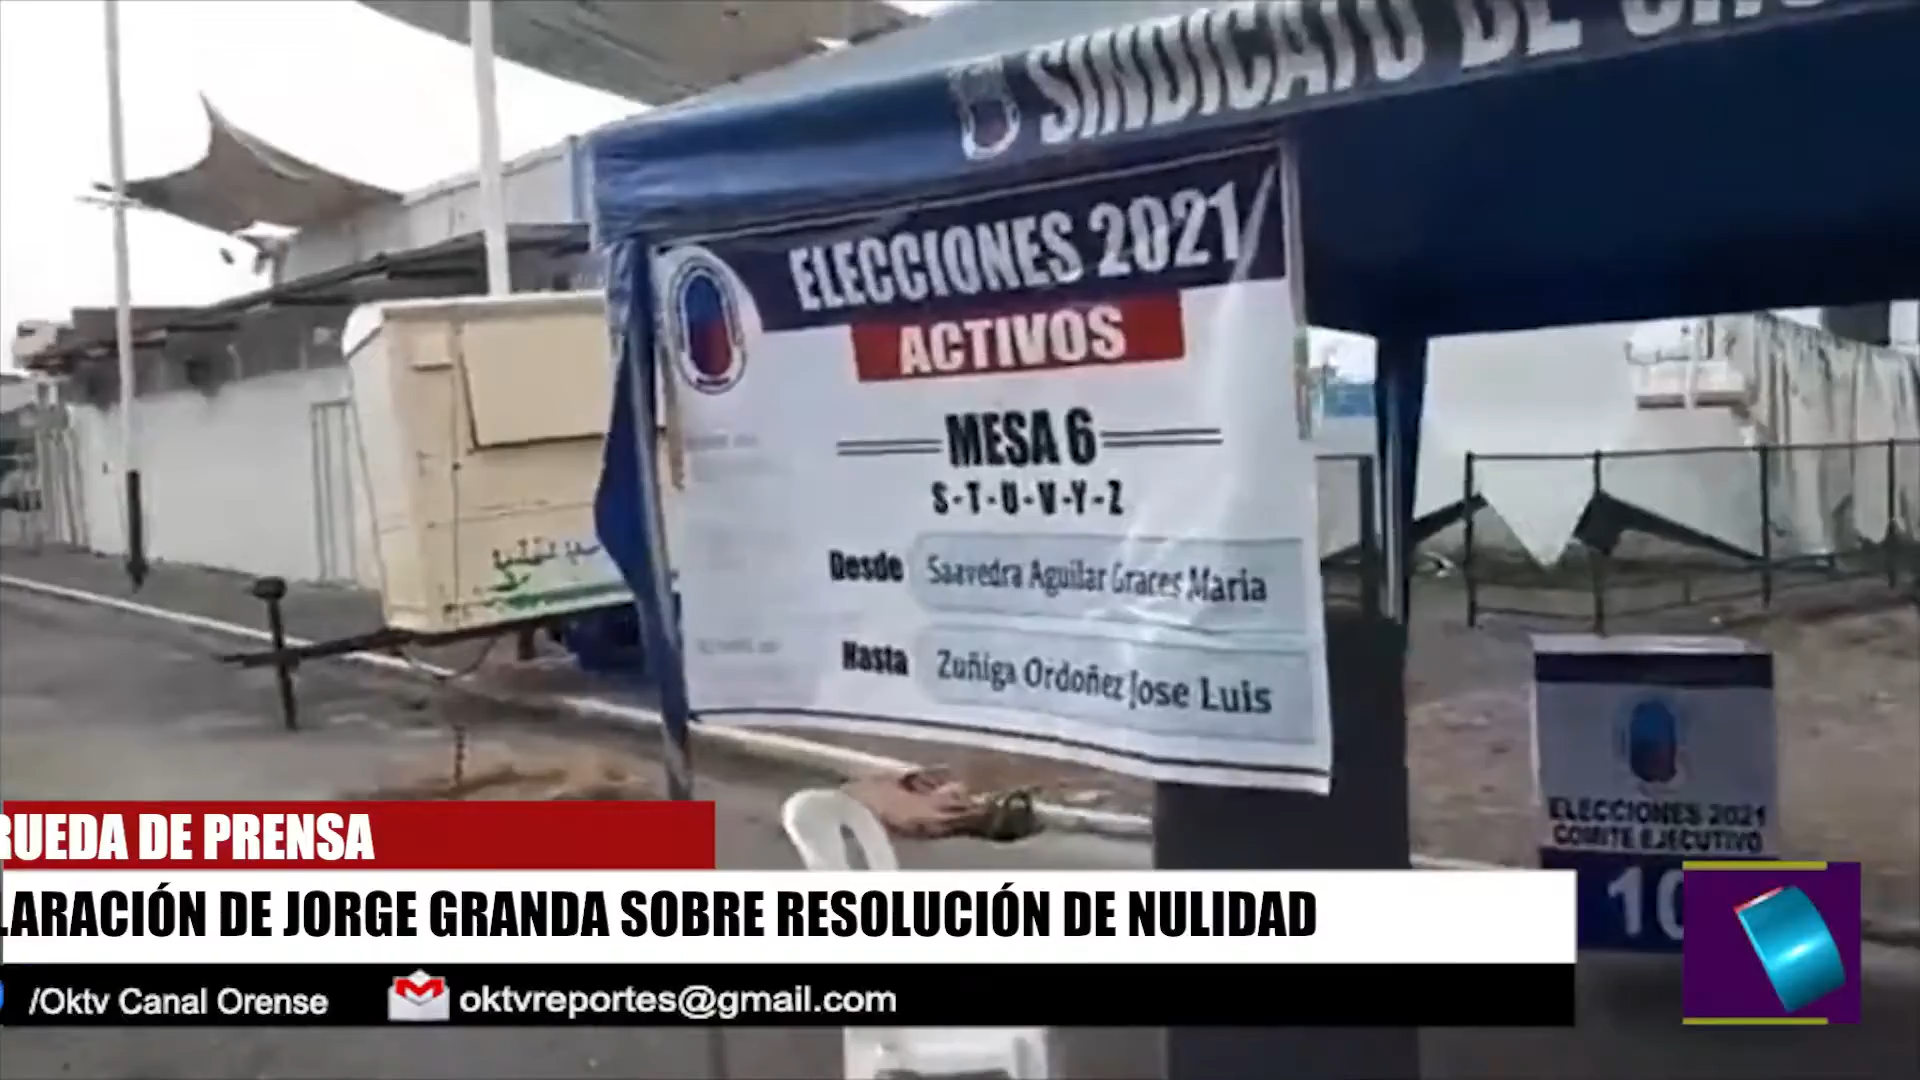 SINDICATO DE
ELECCIONES 2021
ACTIVOS
MESA 6
S-T-U-V-Y-Z
Desde Saavedra Aguilar Graces Maria
Hasta Zuñiga Ordoñez Jose Luis
ELECCIONES 2021
COMITE EJECUTIVO
10
RUEDA DE PRENSA
LARACIÓN DE JORGE GRANDA SOBRE RESOLUCIÓN DE NULIDAD
/Oktv Canal Orense
oktvreportes@gmail.com